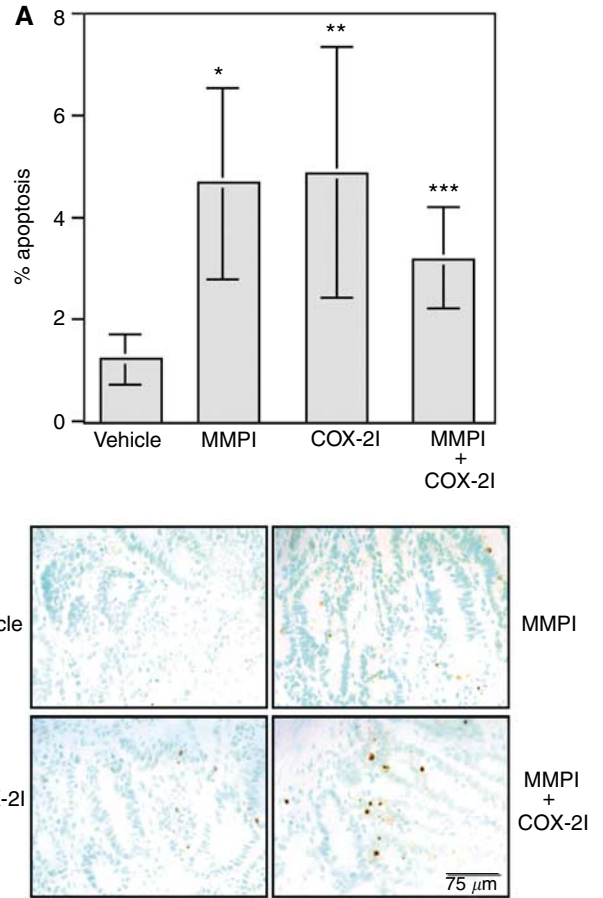 A
8
**
*
6
% apoptosis
***
4
2
0
Vehicle
MMPI
COX-2I
MMPI
+
COX-2I
MMPI
MMPI
+
COX-2I
75 μm